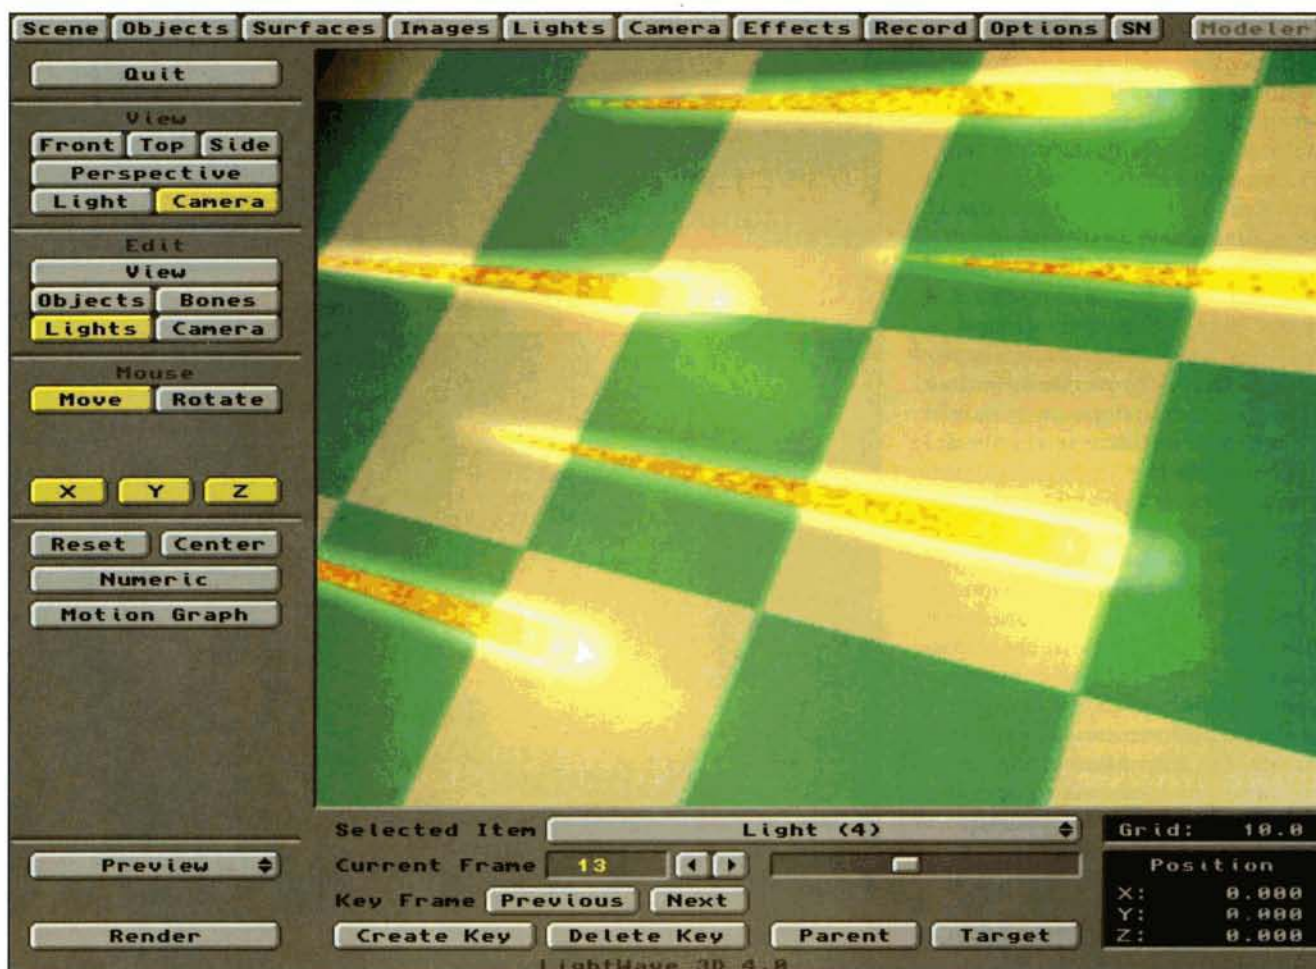 Scene Objects Surfaces Images Lights Camera Effects Record Options SN Modeler
Quit
View
Front Top Side
Perspective
Light Camera
Edit
View
Objects Bones
Lights Camera
Mouse
Move Rotate
X Y Z
Reset Center
Numeric
Motion Graph
Preview
Render
Selected Item Light (4)
Current Frame 13
Key Frame Previous Next
Create Key Delete Key Parent Target
LightWave 3D 4.0
Grid: 10.0
Position
X: 0.000
Y: 0.000
Z: 0.000